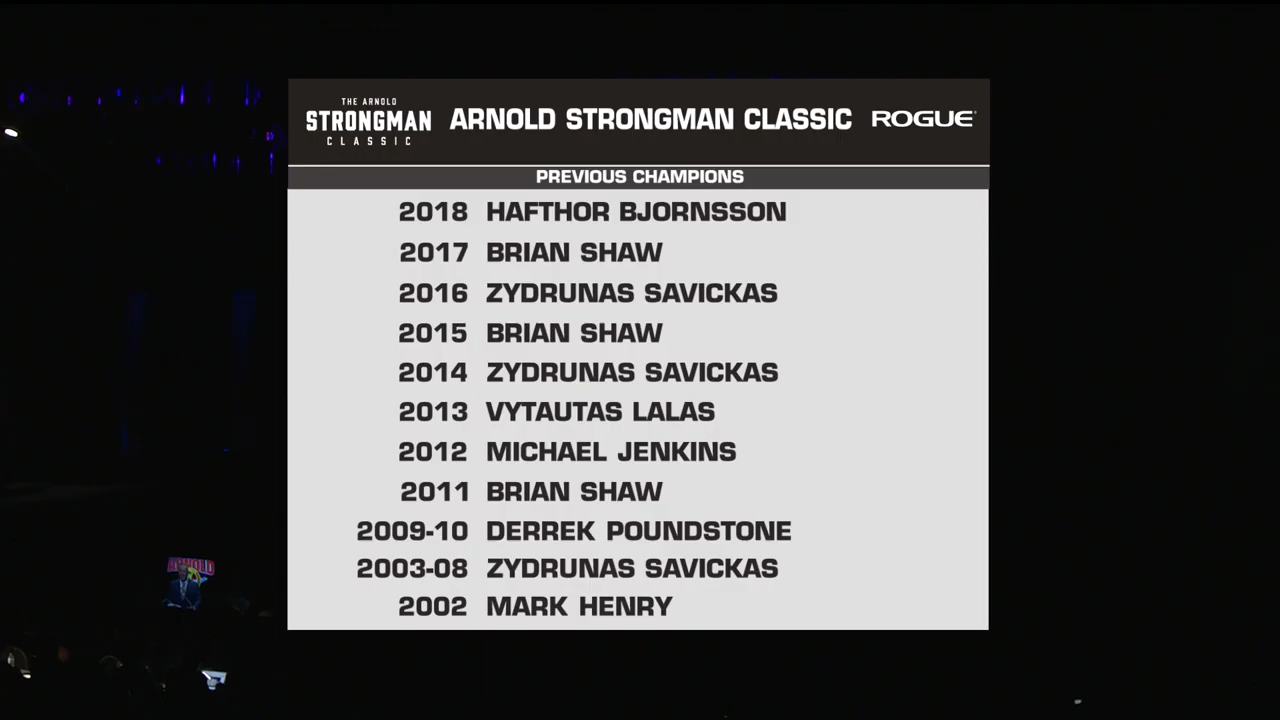 THE ARNOLD
STRONGMAN
CLASSIC
ARNOLD STRONGMAN CLASSIC
ROGUE
PREVIOUS CHAMPIONS
2018 HAFTHOR BJORNSSON
2017 BRIAN SHAW
2016 ZYDRUNAS SAVICKAS
2015 BRIAN SHAW
2014 ZYDRUNAS SAVICKAS
2013 VYTAUTAS LALAS
2012 MICHAEL JENKINS
2011 BRIAN SHAW
2009-10 DERREK POUNDSTONE
2003-08 ZYDRUNAS SAVICKAS
2002 MARK HENRY
ARNOLD